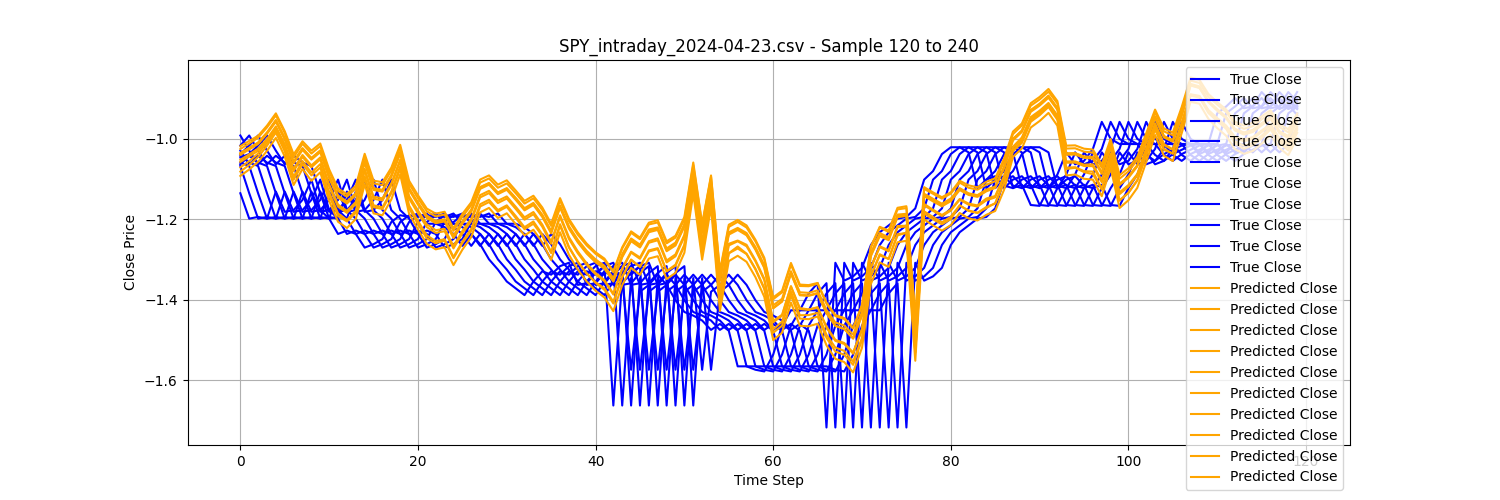 SPY_intraday_2024-04-23.csv - Sample 120 to 240
Close Price
−1.0
−1.2
−1.4
−1.6
0
20
40
60
80
100
120
Time Step
True Close
True Close
True Close
True Close
True Close
True Close
True Close
True Close
True Close
True Close
Predicted Close
Predicted Close
Predicted Close
Predicted Close
Predicted Close
Predicted Close
Predicted Close
Predicted Close
Predicted Close
Predicted Close